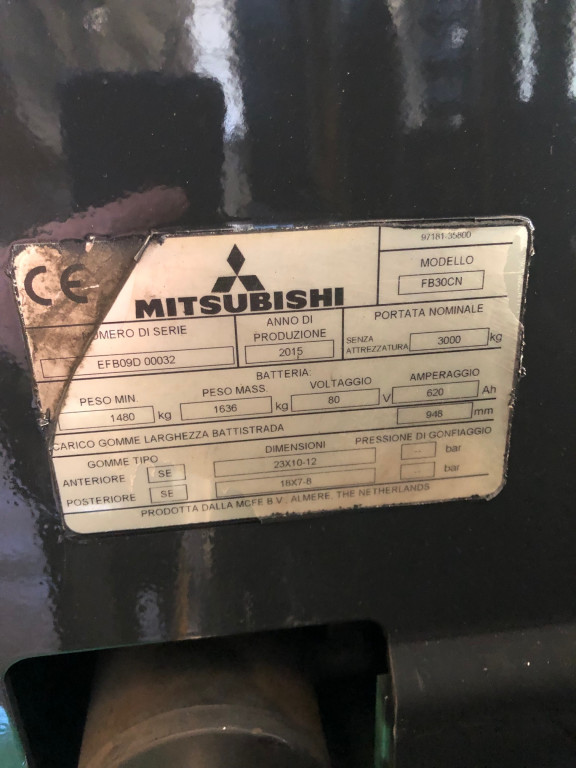 CE
97181-35800
MITSUBISHI
MODELLO
FB30CN
NUMERO DI SERIE
EFB09D 00032
ANNO DI PRODUZIONE
2015
PORTATA NOMINALE
SENZA ATTREZZATURA 3000 kg
BATTERIA:
PESO MIN. PESO MASS. VOLTAGGIO AMPERAGGIO
1480 kg 1636 kg 80 V 620 Ah
CARICO GOMME LARGHEZZA BATTISTRADA 948 mm
GOMME TIPO DIMENSIONI PRESSIONE DI GONFIAGGIO
ANTERIORE SE 23X10-12 ... bar
POSTERIORE SE 18X7-8 ... bar
PRODOTTA DALLA MCFE B.V., ALMERE, THE NETHERLANDS